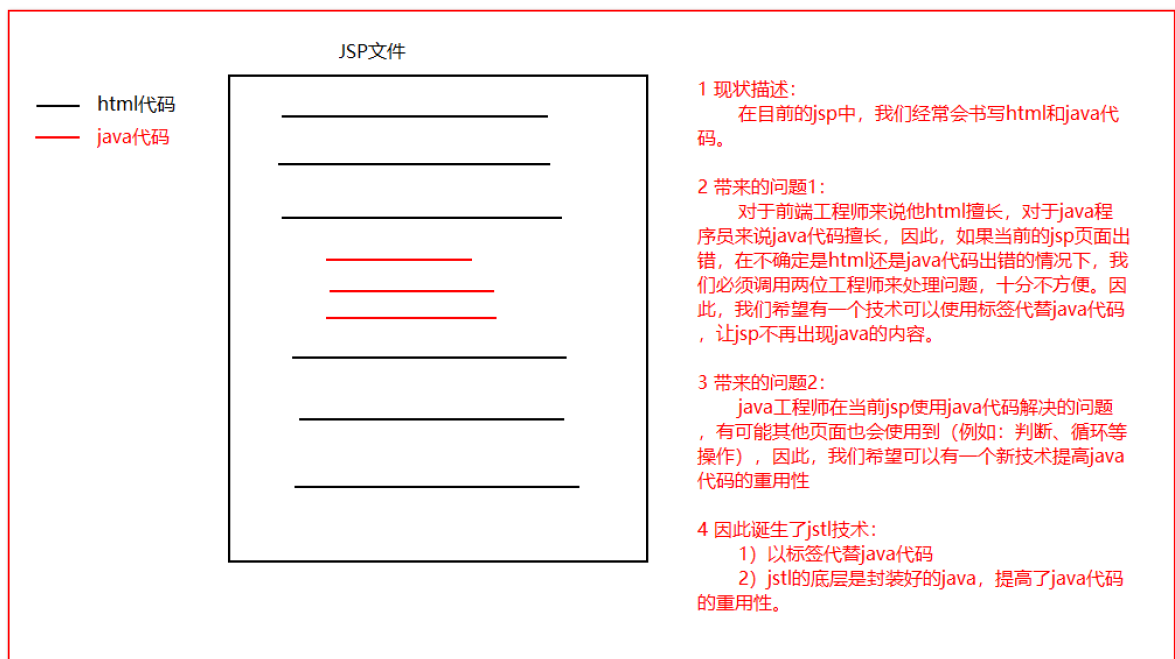 JSP文件
html代码
java代码
1 现状描述：
在目前的jsp中，我们经常会书写html和java代
码。
2 带来的问题1：
对于前端工程师来说他html擅长，对于java程
序员来说java代码擅长，因此，如果当前的jsp页面出
错，在不确定是html还是java代码出错的情况下，我
们必须调用两位工程师来处理问题，十分不方便。因
此，我们希望有一个技术可以使用标签代替java代码
，让jsp不再出现java的内容。
3 带来的问题2：
java工程师在当前jsp使用java代码解决的问题
，有可能其他页面也会使用到（例如：判断、循环等
操作），因此，我们希望可以有一个新技术提高java
代码的重用性
4 因此诞生了jstl技术：
1）以标签代替java代码
2）jstl的底层是封装好的java，提高了java代码
的重用性。